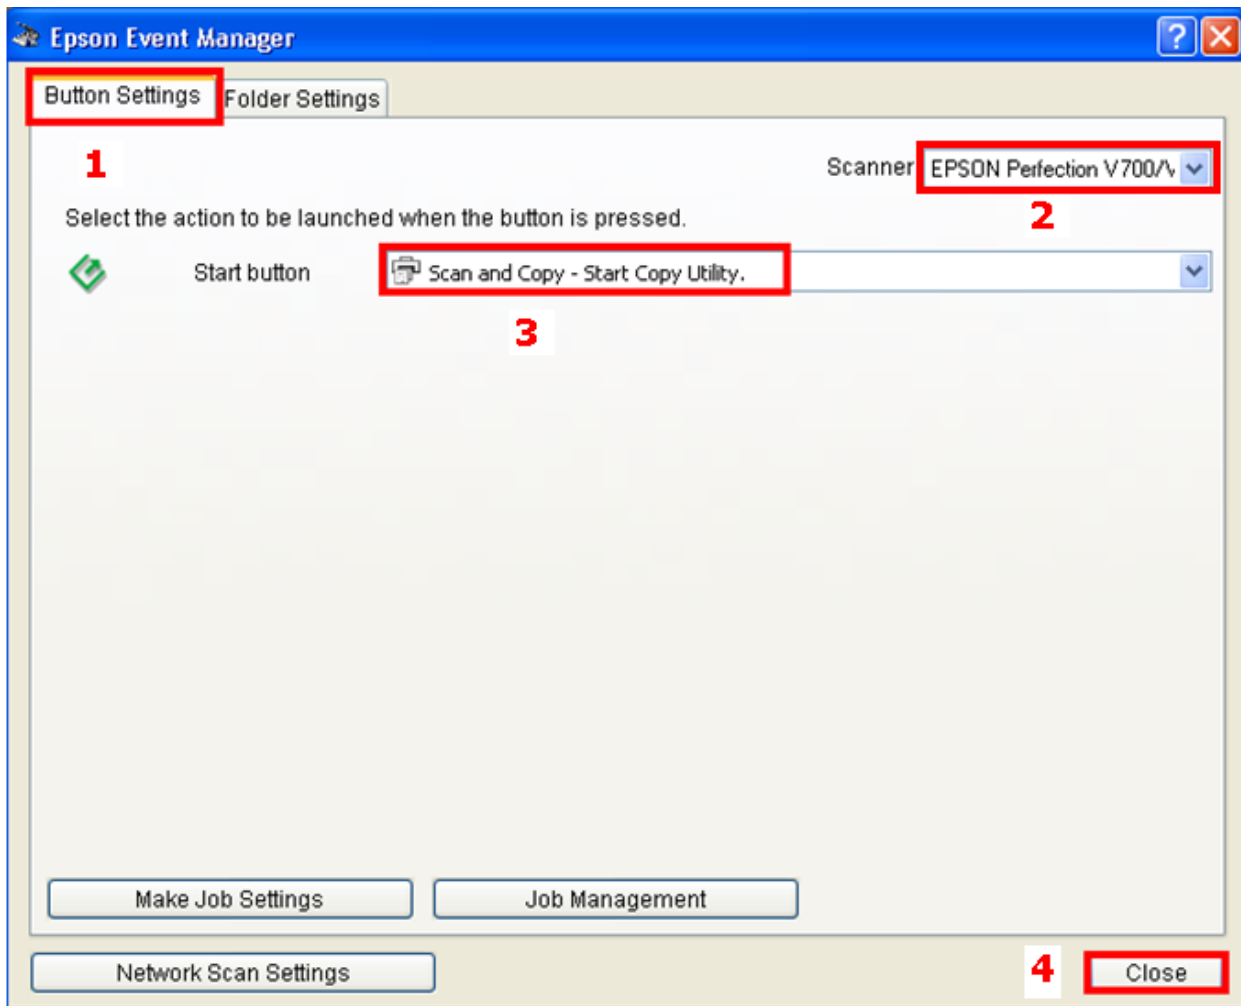 Epson Event Manager
Button Settings Folder Settings
1
Scanner EPSON Perfection V700/
2
Select the action to be launched when the button is pressed.
Start button Scan and Copy - Start Copy Utility.
3
Make Job Settings Job Management
Network Scan Settings 4 Close